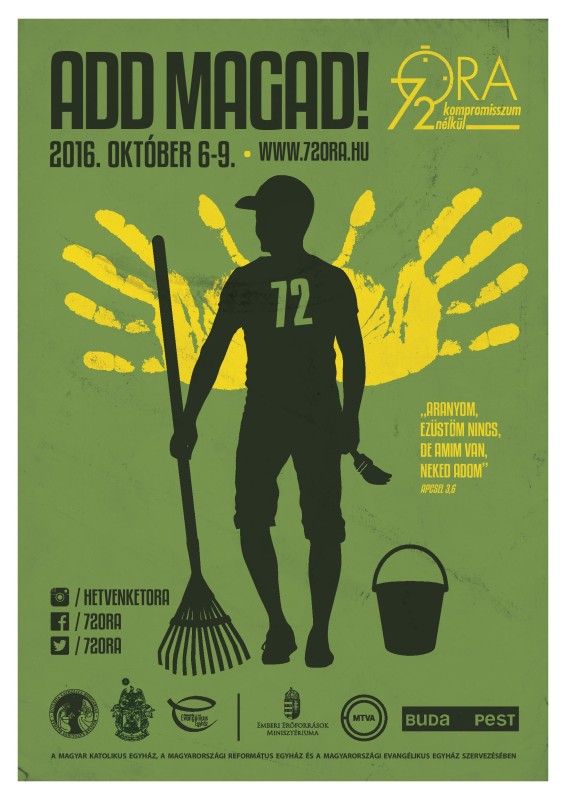 ADD MAGAD!
72 ÓRA
kompromisszum
nélkül
2016. OKTÓBER 6-9. • WWW.72ORA.HU
72
„ARANYOM,
EZÜSTÖM NINCS,
DE AMIM VAN,
NEKED ADOM”
APCSEL 3,6
/ HETVENKETORA
/ 72ORA
/ 72ORA
Evangélikus
EMBERI ERŐFORRÁSOK
MINISZTÉRIUMA
MTVA
BUDAPEST
A MAGYAR KATOLIKUS EGYHÁZ, A MAGYARORSZÁGI REFORMÁTUS EGYHÁZ ÉS A MAGYARORSZÁGI EVANGÉLIKUS EGYHÁZ SZERVEZÉSÉBEN